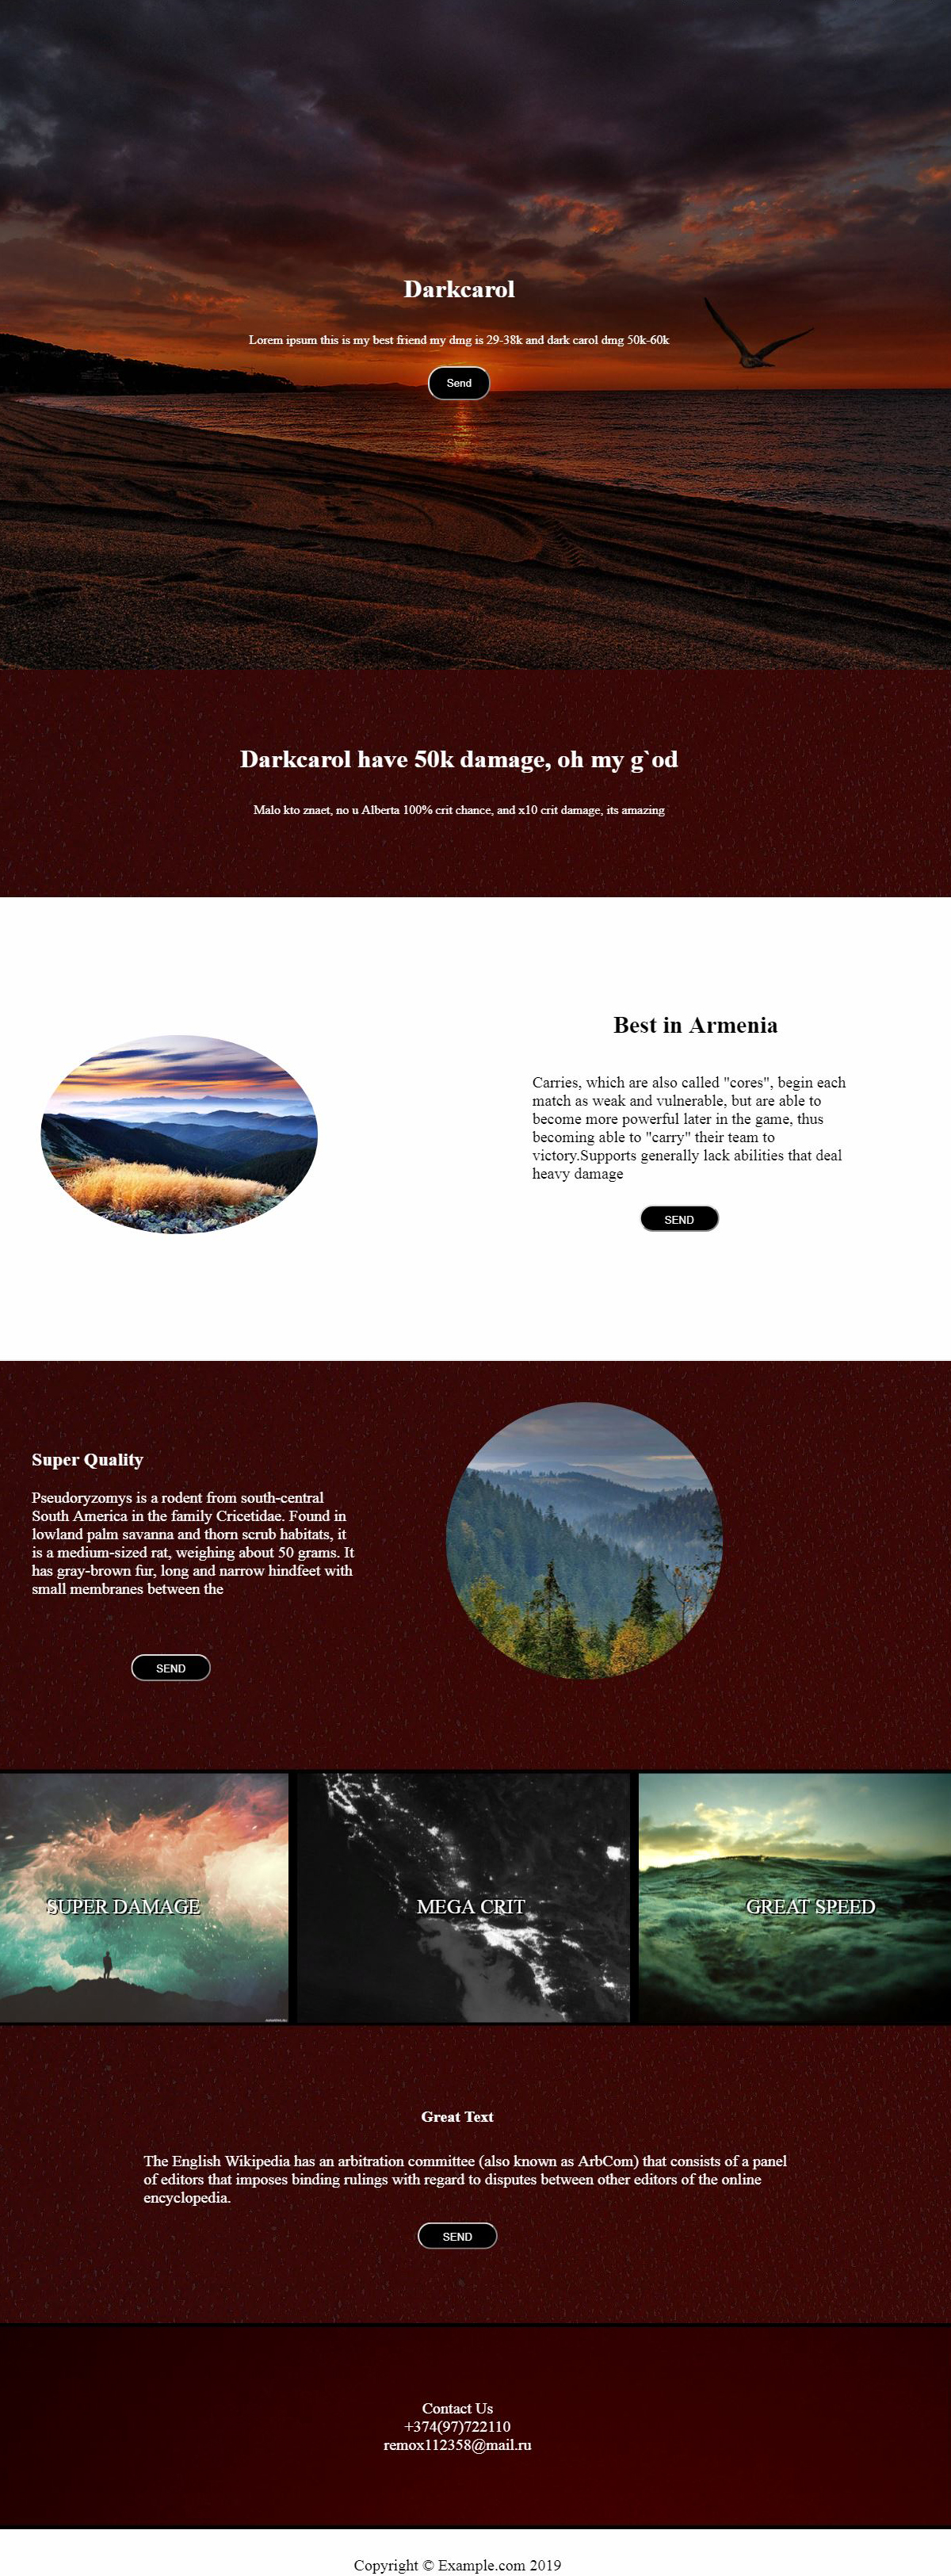 Darkcarol
Lorem ipsum this is my best friend my dmg is 29-38k and dark carol dmg 50k-60k
Send
Darkcarol have 50k damage, oh my g`od
Malo kto znaet, no u Alberta 100% crit chance, and x10 crit damage, its amazing
Best in Armenia
Carries, which are also called "cores", begin each
match as weak and vulnerable, but are able to
become more powerful later in the game, thus
becoming able to "carry" their team to
victory.Supports generally lack abilities that deal
heavy damage
SEND
Super Quality
Pseudoryzomys is a rodent from south-central
South America in the family Cricetidae. Found in
lowland palm savanna and thorn scrub habitats, it
is a medium-sized rat, weighing about 50 grams. It
has gray-brown fur, long and narrow hindfeet with
small membranes between the
SEND
SUPER DAMAGE
MEGA CRIT
GREAT SPEED
Great Text
The English Wikipedia has an arbitration committee (also known as ArbCom) that consists of a panel
of editors that imposes binding rulings with regard to disputes between other editors of the online
encyclopedia.
SEND
Contact Us
+374(97)722110
remox112358@mail.ru
Copyright © Example.com 2019